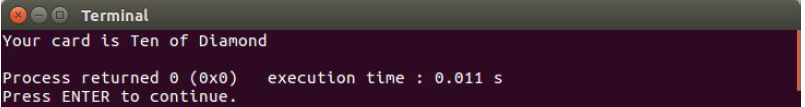 Terminal
Your card is Ten of Diamond
Process returned 0 (0x0)   execution time : 0.011 s
Press ENTER to continue.